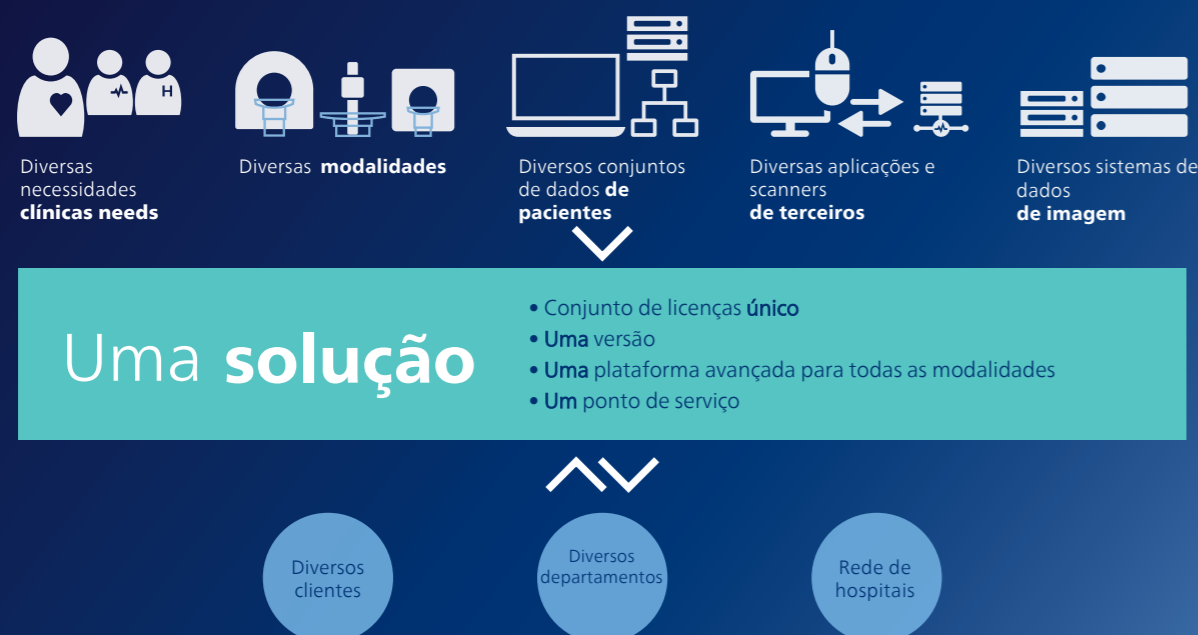 H
Diversas
necessidades
clínicas needs
Diversas modalidades
Diversos conjuntos
de dados de
pacientes
Diversas aplicações e
scanners
de terceiros
Diversos sistemas de
dados
de imagem
Uma solução
• Conjunto de licenças único
• Uma versão
• Uma plataforma avançada para todas as modalidades
• Um ponto de serviço
Diversos
clientes
Diversos
departamentos
Rede de
hospitais